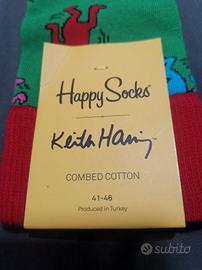 Happy Socks
Keith Haring
COMBED COTTON
41-46
Produced in Turkey
subito